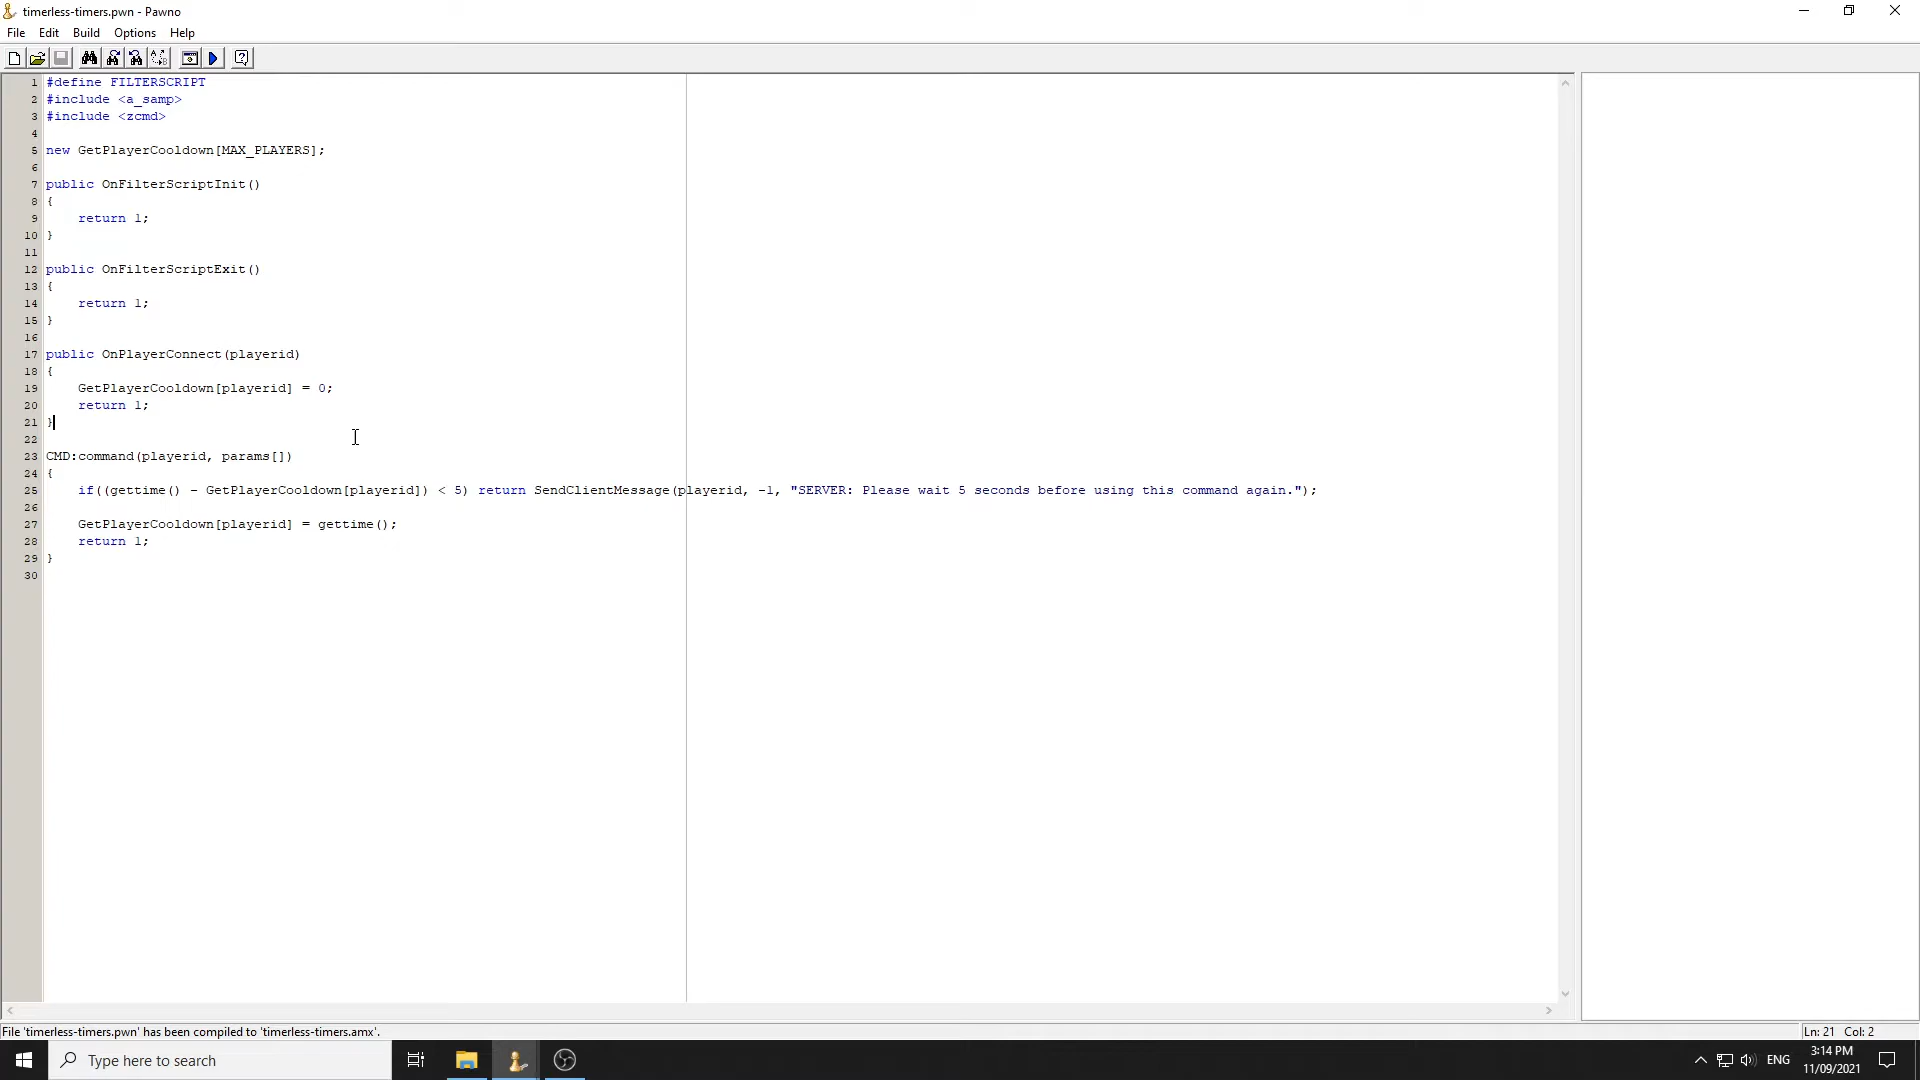 timerless-timers.pwn - Pawno
File Edit Build Options Help
1 #define FILTERSCRIPT
2 #include <a_samp>
3 #include <zcmd>
4
5 new GetPlayerCooldown[MAX_PLAYERS];
6
7 public OnFilterScriptInit()
8 {
9 return 1;
10 }
11
12 public OnFilterScriptExit()
13 {
14 return 1;
15 }
16
17 public OnPlayerConnect(playerid)
18 {
19 GetPlayerCooldown[playerid] = 0;
20 return 1;
21 }
22
23 CMD:command(playerid, params[])
24 {
25 if((gettime() - GetPlayerCooldown[playerid]) < 5) return SendClientMessage(playerid, -1, "SERVER: Please wait 5 seconds before using this command again.");
26
27 GetPlayerCooldown[playerid] = gettime();
28 return 1;
29 }
30
File 'timerless-timers.pwn' has been compiled to 'timerless-timers.amx'.
Ln: 21 Col: 2
Type here to search
ENG
3:14 PM
11/09/2021